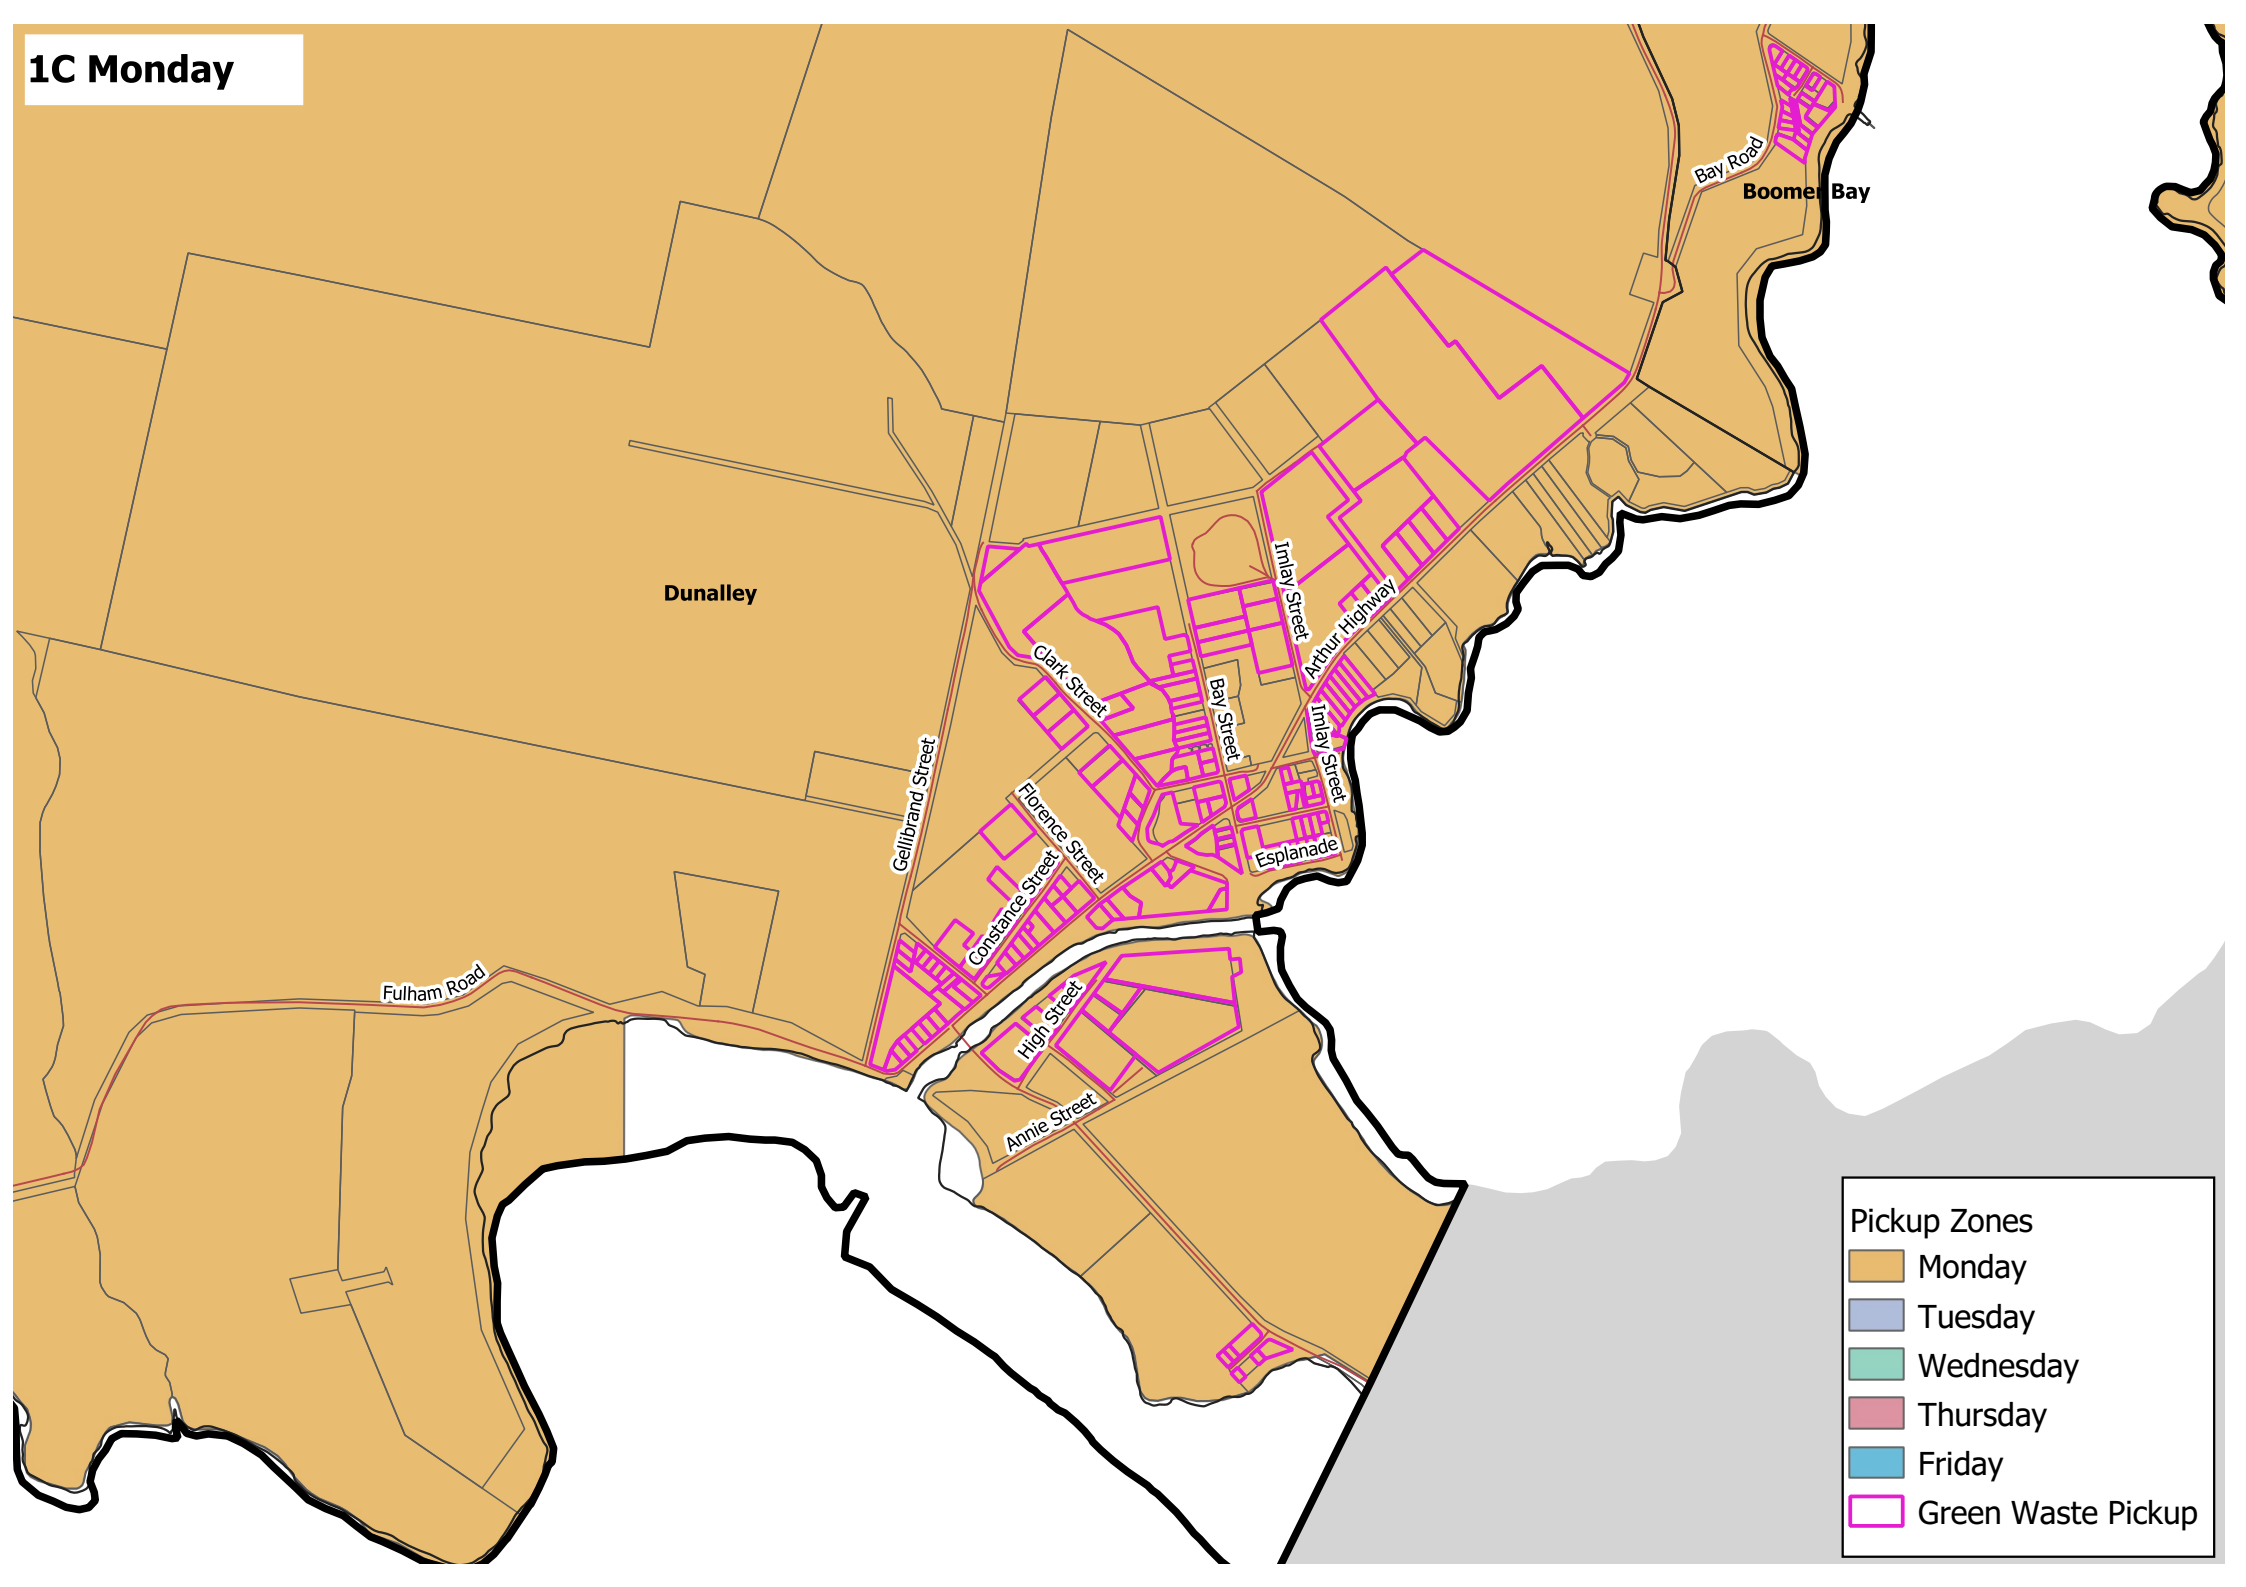 1C Monday
Bay Road
Boomer Bay
Dunalley
Imlay Street
Arthur Highway
Clark Street
Bay Street
Imlay Street
Gellibrand Street
Florence Street
Esplanade
Constance Street
Fulham Road
High Street
Annie Street
Pickup Zones
Monday
Tuesday
Wednesday
Thursday
Friday
Green Waste Pickup